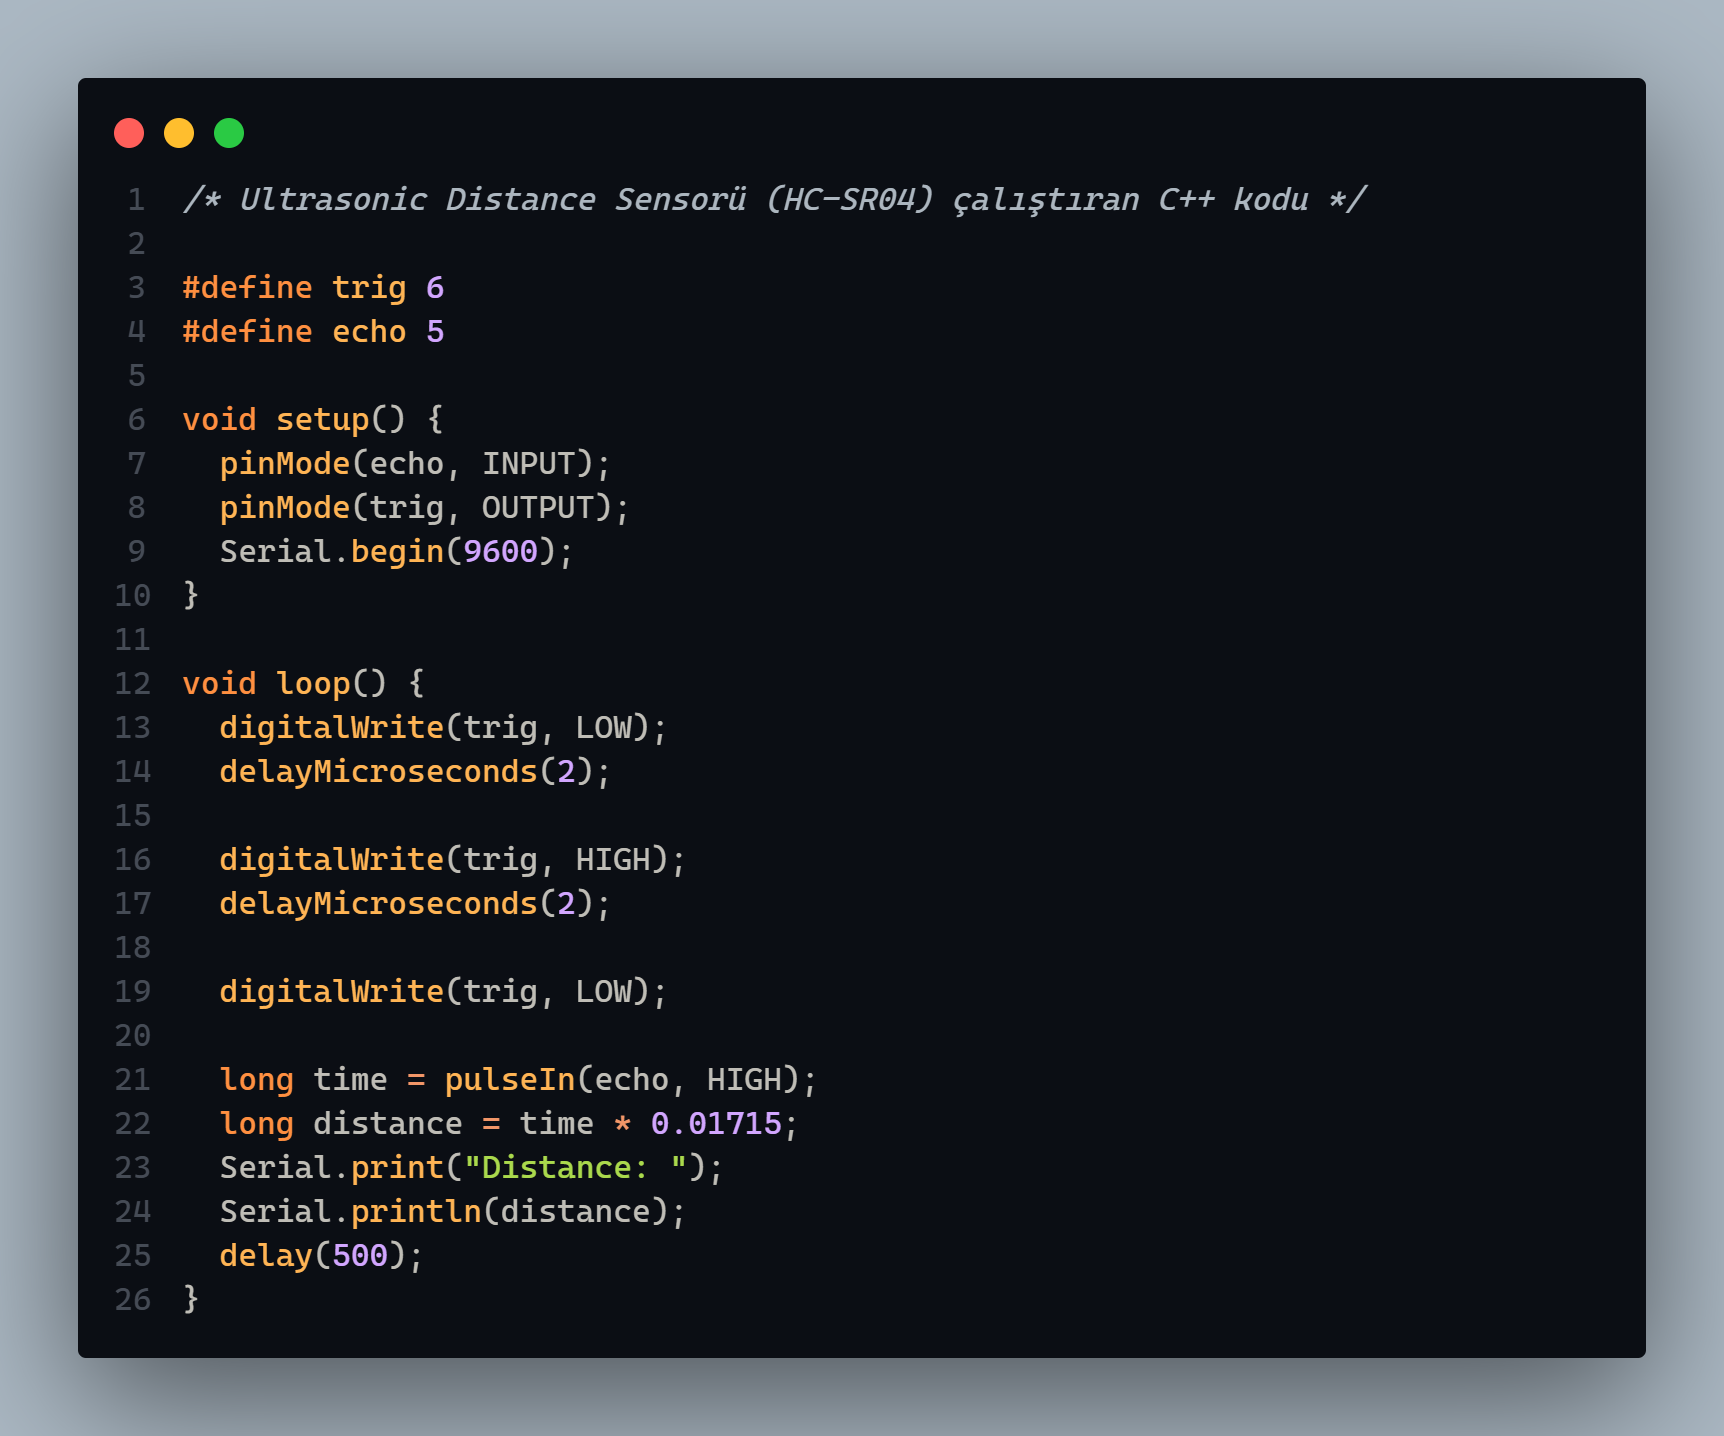 1 /* Ultrasonic Distance Sensorü (HC-SR04) çalıştıran C++ kodu */
2
3 #define trig 6
4 #define echo 5
5
6 void setup() {
7   pinMode(echo, INPUT);
8   pinMode(trig, OUTPUT);
9   Serial.begin(9600);
10 }
11
12 void loop() {
13   digitalWrite(trig, LOW);
14   delayMicroseconds(2);
15
16   digitalWrite(trig, HIGH);
17   delayMicroseconds(2);
18
19   digitalWrite(trig, LOW);
20
21   long time = pulseIn(echo, HIGH);
22   long distance = time * 0.01715;
23   Serial.print("Distance: ");
24   Serial.println(distance);
25   delay(500);
26 }